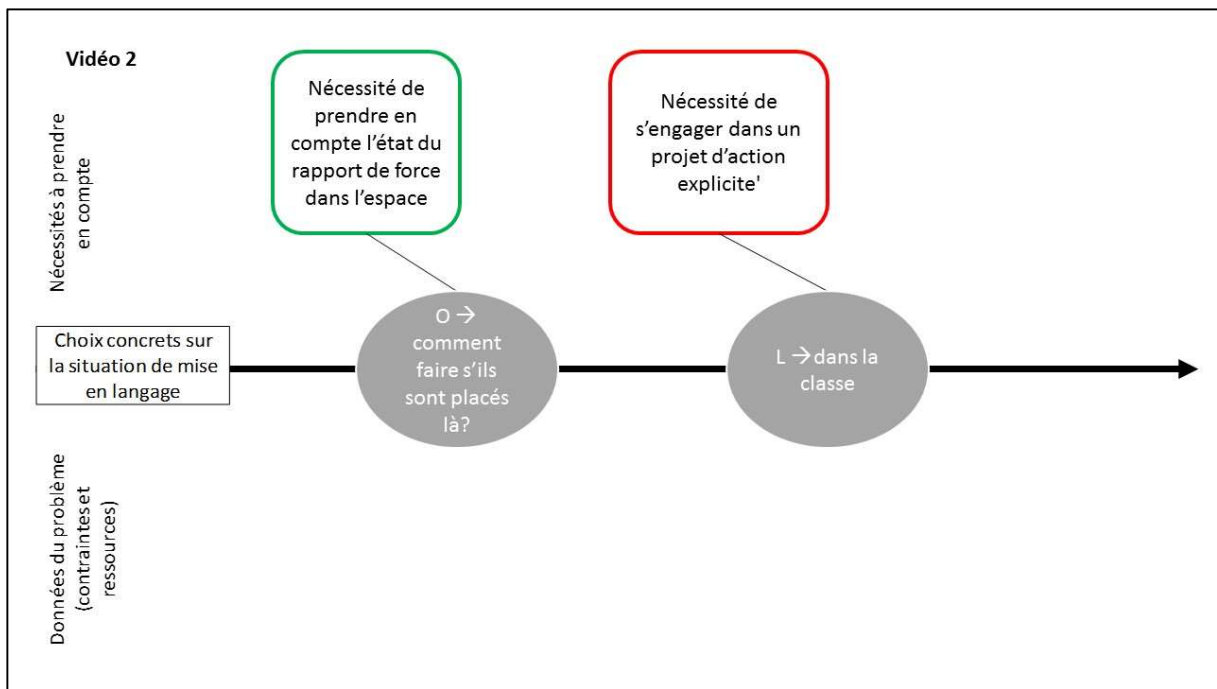 Vidéo 2
Nécessité de
prendre en
compte l'état du
rapport de force
dans l'espace
Nécessité de
s'engager dans un
projet d'action
explicite'
Nécessités à prendre
en compte
Choix concrets sur
la situation de mise
en langage
O →
comment
faire s'ils
sont placés
là?
L → dans la
classe
Données du problème
(contraintes et
ressources)